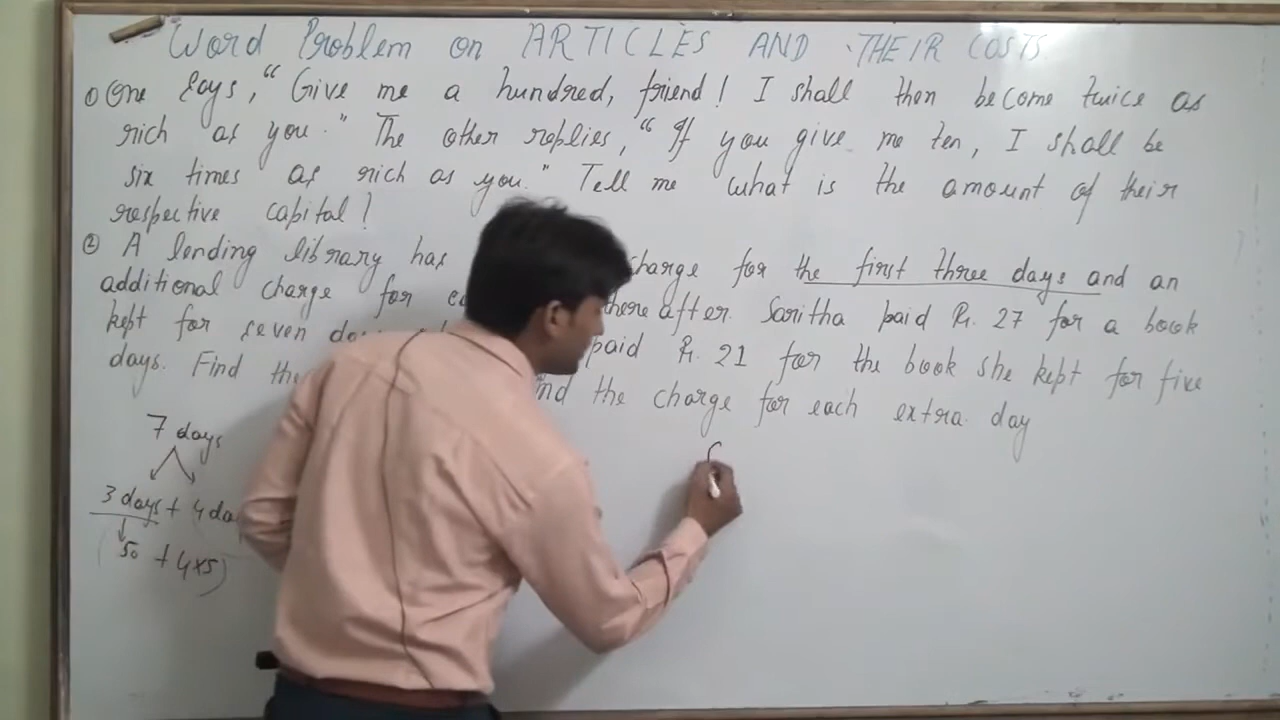 Word Problem on ARTICLES AND THEIR COSTS
① One says, "Give me a hundred, friend! I shall then become twice as
rich as you." The other replies, "If you give me ten, I shall be
six times as rich as you." Tell me what is the amount of their
respective capital?
② A lending library has charge for the first three days and an
additional charge for there after. Saritha paid Rs. 27 for a book
kept for seven paid Rs. 21 for the book she kept for five
days. Find the the charge for each extra day
7 days
3 days + 4
50 + 4×5)